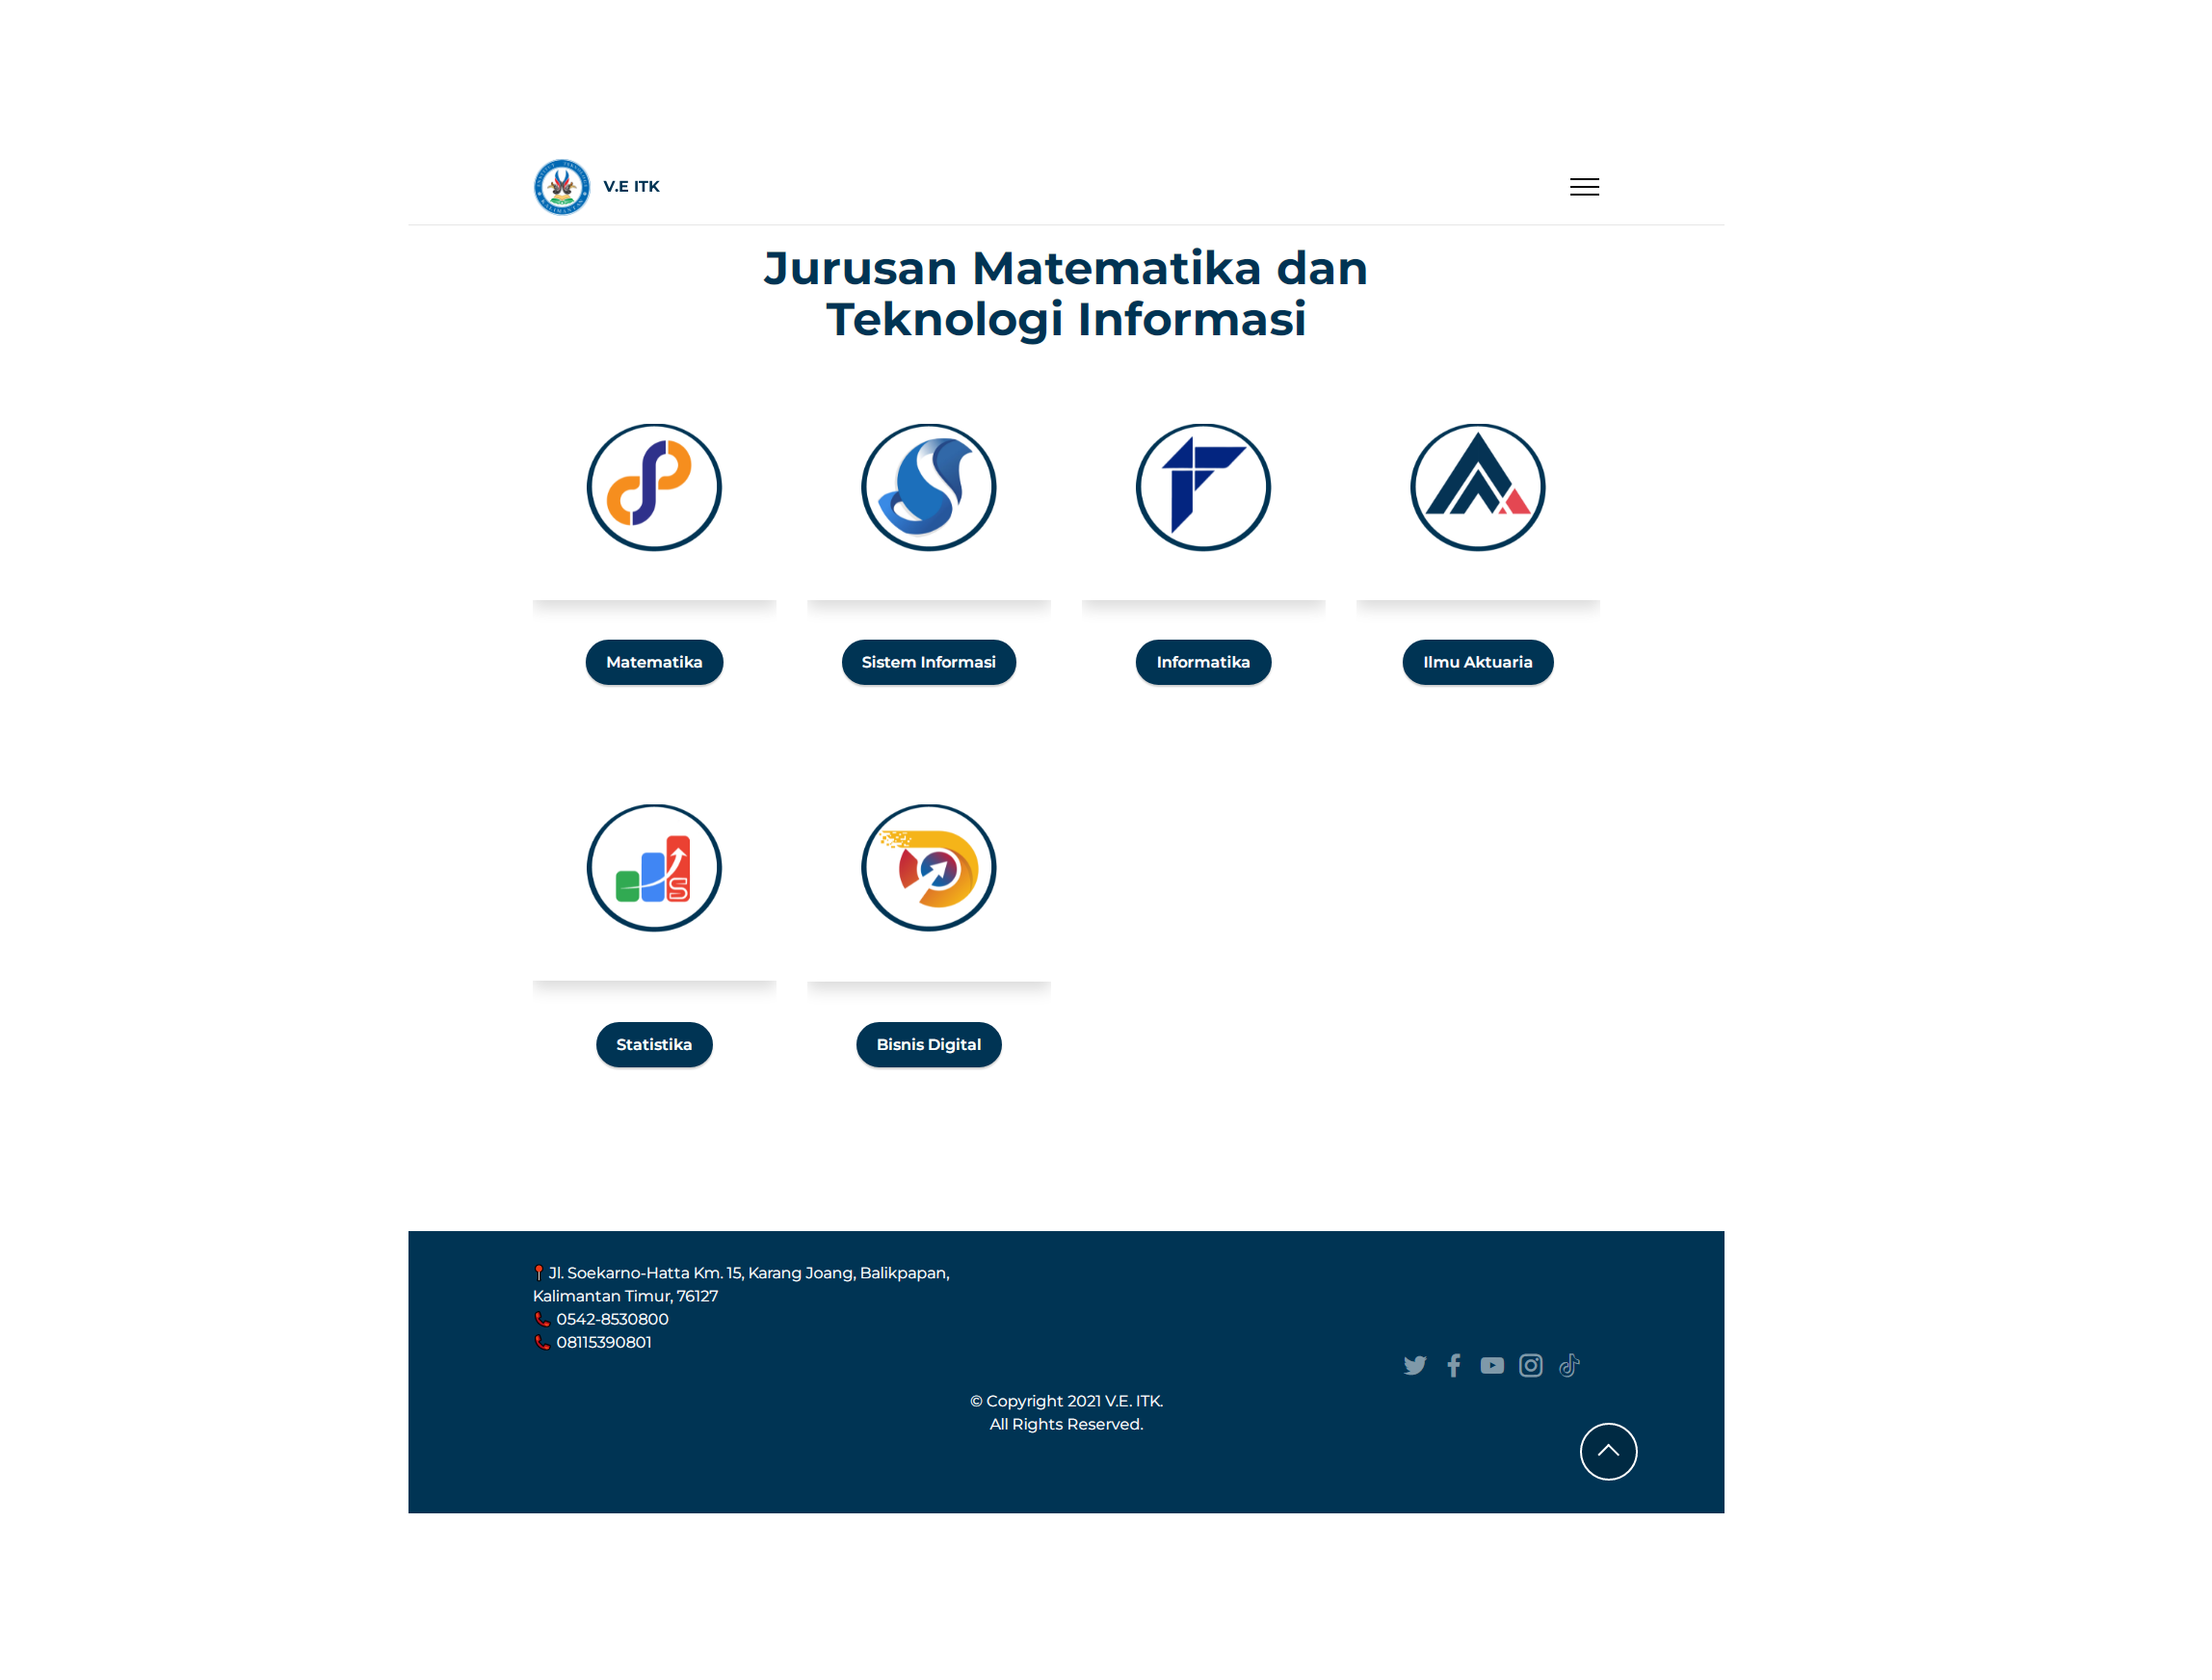 V.E ITK
Jurusan Matematika dan
Teknologi Informasi
Matematika
Sistem Informasi
Informatika
Ilmu Aktuaria
S
Statistika
Bisnis Digital
Jl. Soekarno-Hatta Km. 15, Karang Joang, Balikpapan,
Kalimantan Timur, 76127
0542-8530800
08115390801
© Copyright 2021 V.E. ITK.
All Rights Reserved.